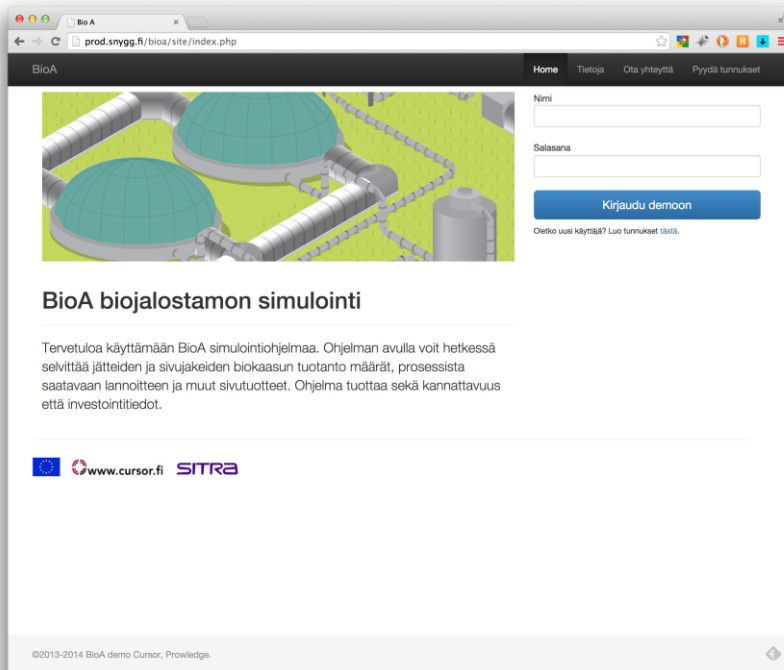 Bio A
prod.snygg.fi/bioa/site/index.php
BioA
Home Tietoja Ota yhteyttä Pyydä tunnukset
Nimi
Salasana
Kirjaudu demoon
Oletko uusi käyttäjä? Luo tunnukset tästä.
BioA biojalostamon simulointi
Tervetuloa käyttämään BioA simulointiohjelmaa. Ohjelman avulla voit hetkessä
selvittää jätteiden ja sivujakeiden biokaasun tuotanto määrät, prosessista
saatavaan lannoitteen ja muut sivutuotteet. Ohjelma tuottaa sekä kannattavuus
että investointitiedot.
www.cursor.fi SITRA
©2013-2014 BioA demo Cursor, Prowledge.